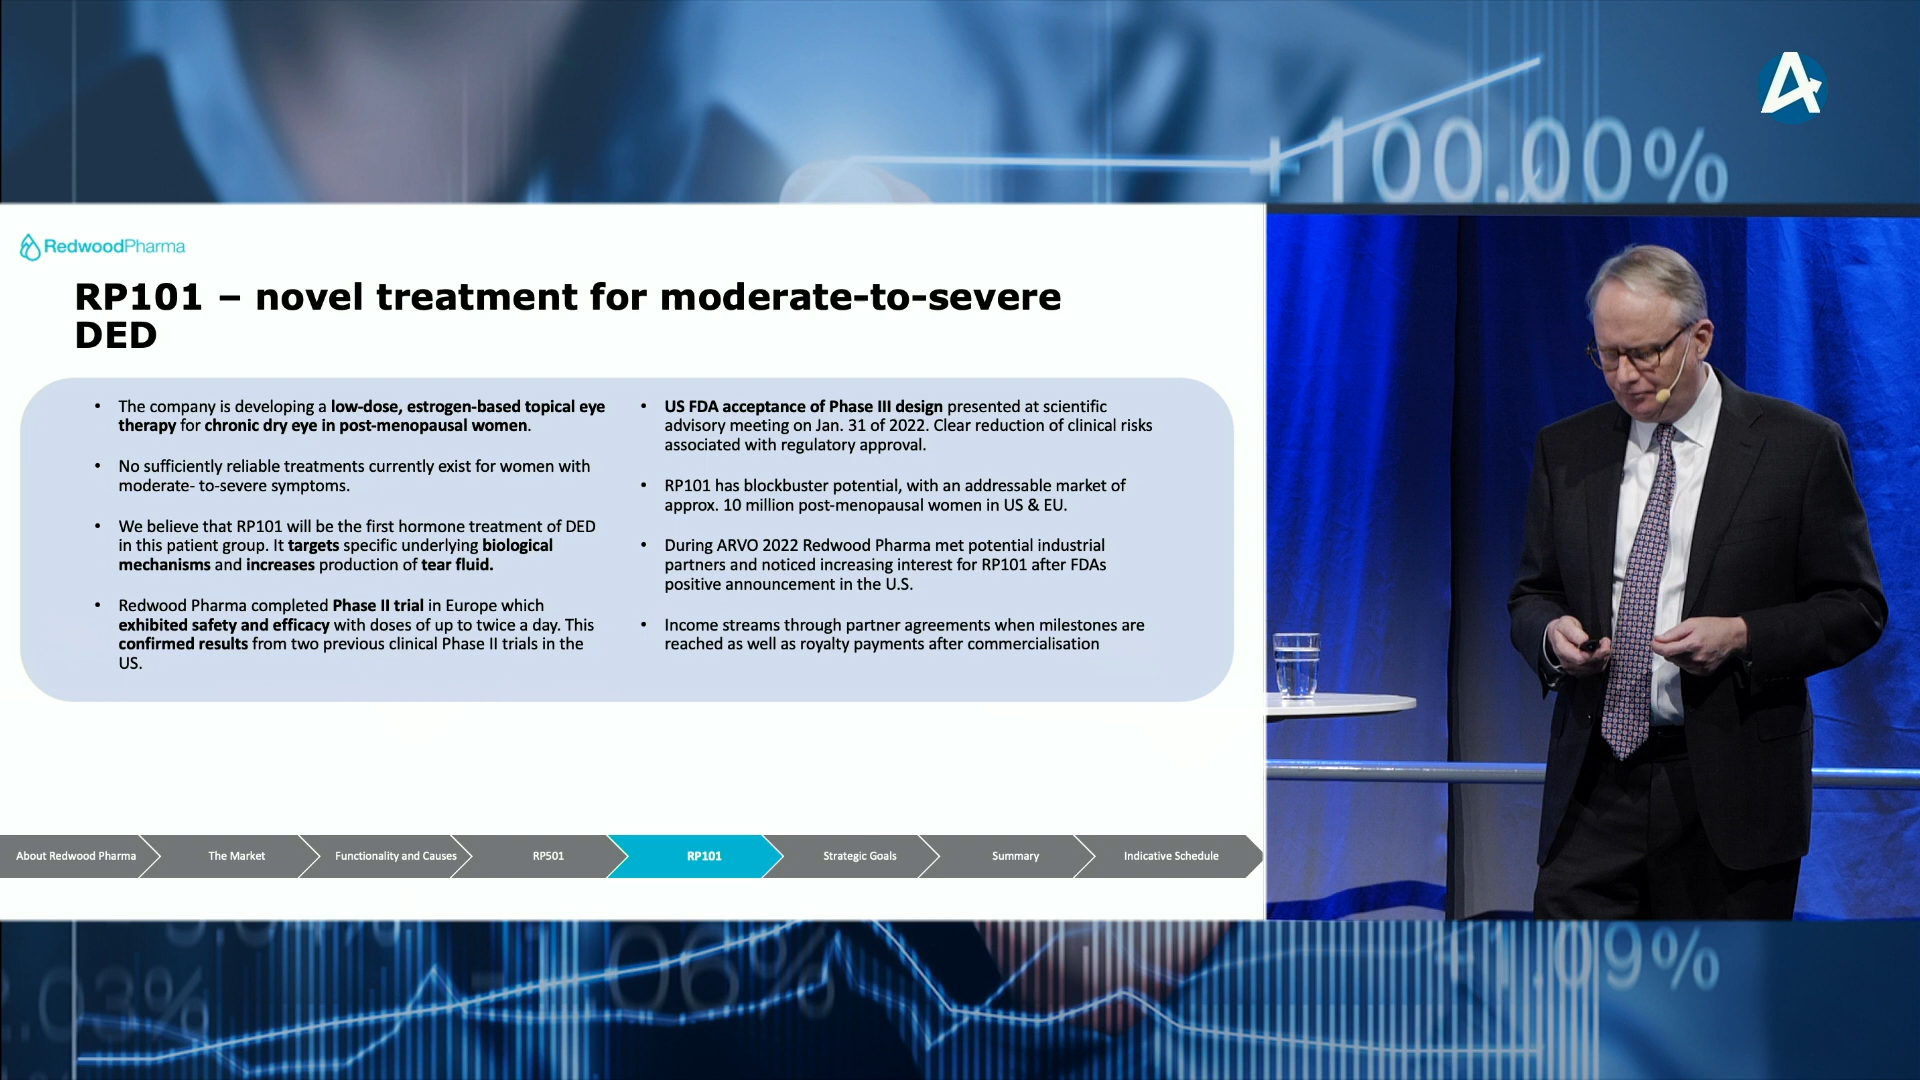 +100.00%
RedwoodPharma
RP101 – novel treatment for moderate-to-severe
DED
• The company is developing a low-dose, estrogen-based topical eye
therapy for chronic dry eye in post-menopausal women.
• No sufficiently reliable treatments currently exist for women with
moderate- to-severe symptoms.
• We believe that RP101 will be the first hormone treatment of DED
in this patient group. It targets specific underlying biological
mechanisms and increases production of tear fluid.
• Redwood Pharma completed Phase II trial in Europe which
exhibited safety and efficacy with doses of up to twice a day. This
confirmed results from two previous clinical Phase II trials in the
US.
• US FDA acceptance of Phase III design presented at scientific
advisory meeting on Jan. 31 of 2022. Clear reduction of clinical risks
associated with regulatory approval.
• RP101 has blockbuster potential, with an addressable market of
approx. 10 million post-menopausal women in US & EU.
• During ARVO 2022 Redwood Pharma met potential industrial
partners and noticed increasing interest for RP101 after FDAs
positive announcement in the U.S.
• Income streams through partner agreements when milestones are
reached as well as royalty payments after commercialisation
About Redwood Pharma
The Market
Functionality and Causes
RP501
RP101
Strategic Goals
Summary
Indicative Schedule